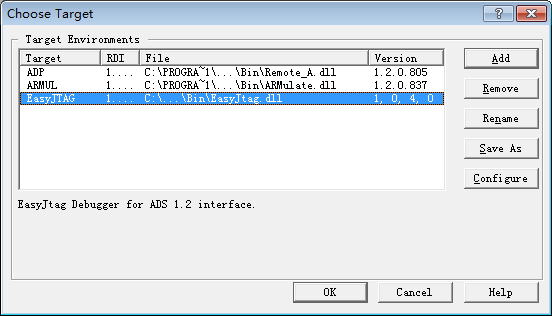 Choose Target
Target Environments
Target RDI File Version
ADP 1.... C:\PROGRA~1\...\Bin\Remote_A.dll 1.2.0.805
ARMUL 1.... C:\PROGRA~1\...\Bin\ARMulate.dll 1.2.0.837
EasyJTAG 1.... C:\...\Bin\EasyJtag.dll 1, 0, 4, 0
Add
Remove
Rename
Save As
Configure
EasyJtag Debugger for ADS 1.2 interface.
OK Cancel Help